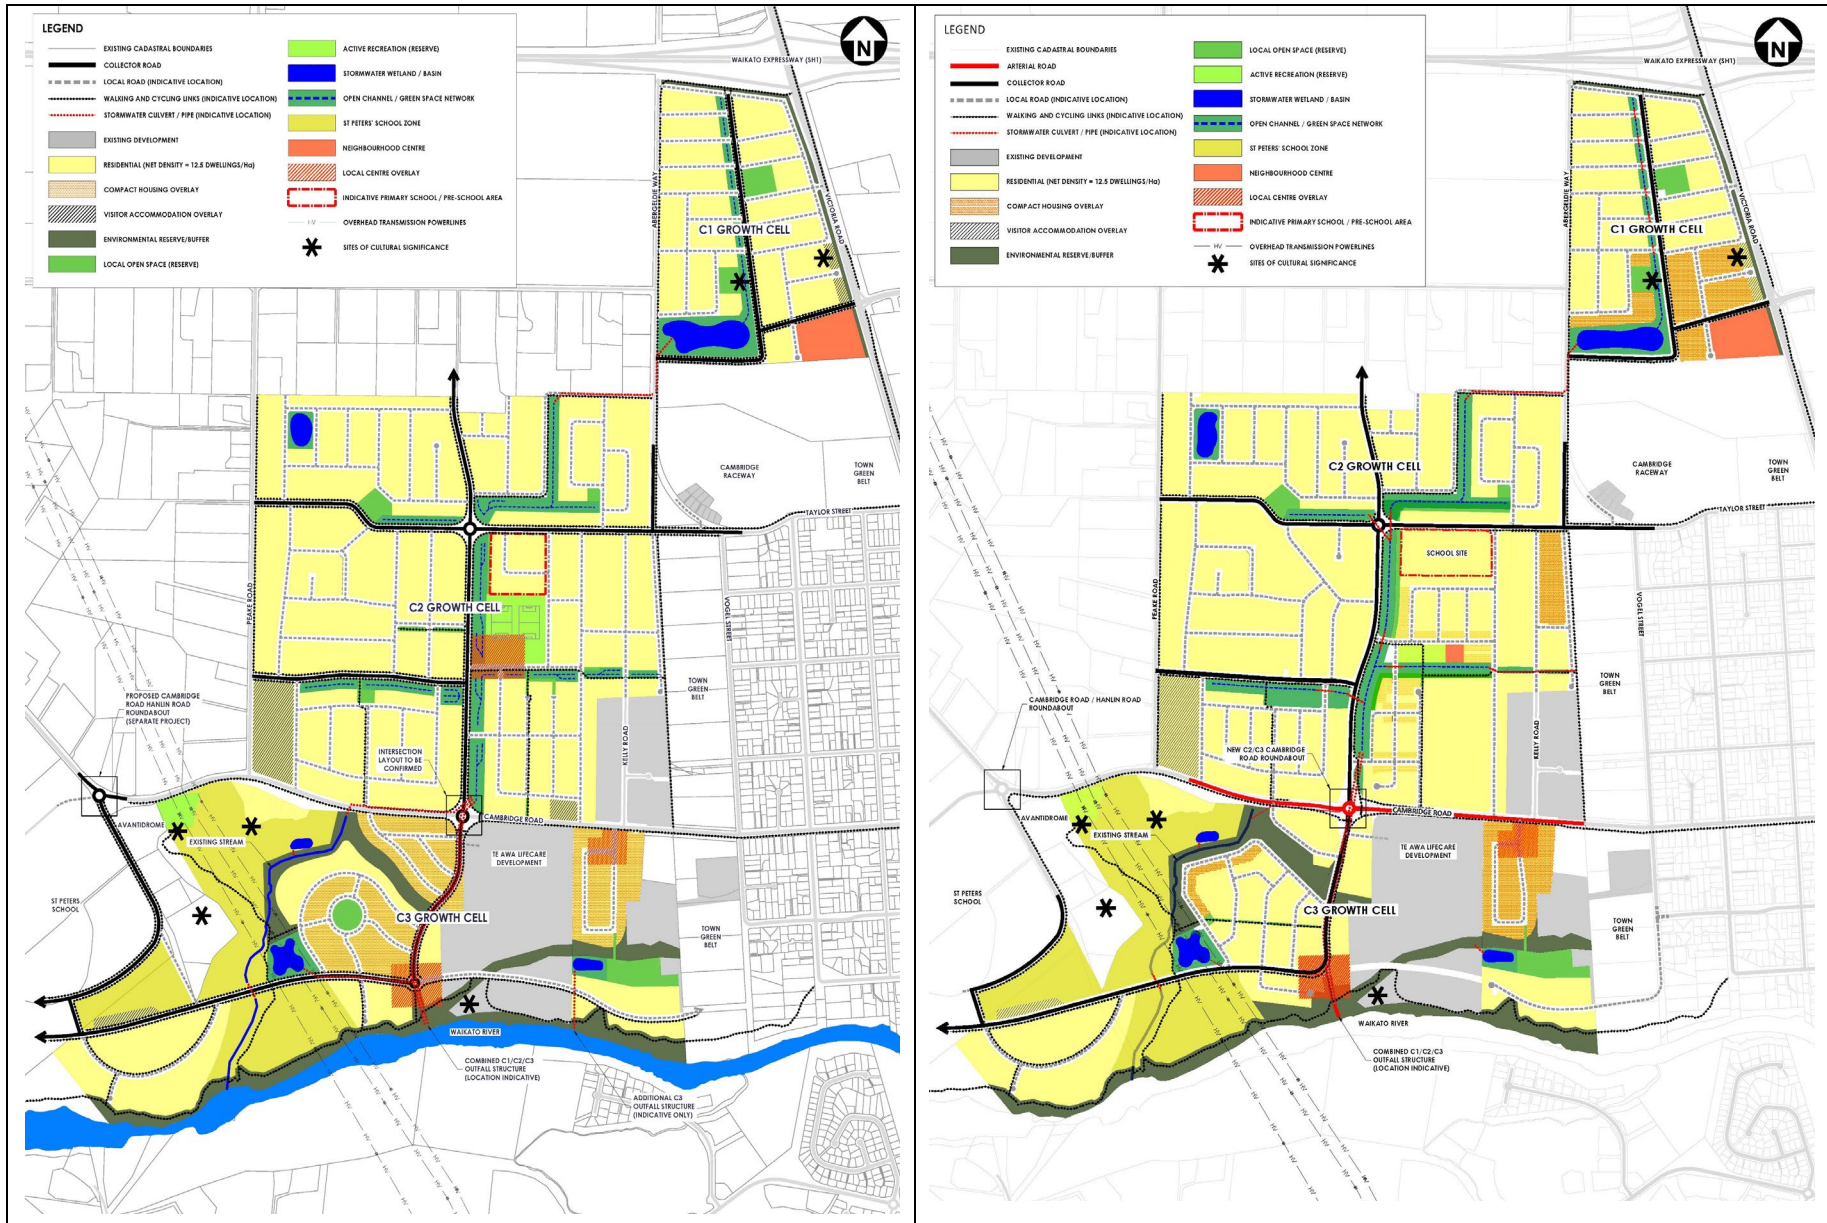 LEGEND
EXISTING CADASTRAL BOUNDARIES
COLLECTOR ROAD
LOCAL ROAD (INDICATIVE LOCATION)
WALKING AND CYCLING LINKS (INDICATIVE LOCATION)
STORMWATER CULVERT / PIPE (INDICATIVE LOCATION)
EXISTING DEVELOPMENT
RESIDENTIAL (NET DENSITY = 12.5 DWELLINGS/Ha)
COMPACT HOUSING OVERLAY
VISITOR ACCOMMODATION OVERLAY
ENVIRONMENTAL RESERVE/BUFFER
LOCAL OPEN SPACE (RESERVE)
ACTIVE RECREATION (RESERVE)
STORMWATER WETLAND / BASIN
OPEN CHANNEL / GREEN SPACE NETWORK
ST PETERS' SCHOOL ZONE
NEIGHBOURHOOD CENTRE
LOCAL CENTRE OVERLAY
INDICATIVE PRIMARY SCHOOL / PRE-SCHOOL AREA
HV
OVERHEAD TRANSMISSION POWERLINES
SITES OF CULTURAL SIGNIFICANCE
N
WAIKATO EXPRESSWAY (SH1)
ABERGELDIE WAY
VICTORIA ROAD
C1 GROWTH CELL
CAMBRIDGE
RACEWAY
TOWN
GREEN
BELT
TAYLOR STREET
PEAKE ROAD
C2 GROWTH CELL
VOGEL STREET
TOWN
GREEN
BELT
KELLY ROAD
PROPOSED CAMBRIDGE
ROAD HANLIN ROAD
ROUNDABOUT
(SEPARATE PROJECT)
INTERSECTION
LAYOUT TO BE
CONFIRMED
CAMBRIDGE ROAD
AVANTIDROME
EXISTING STREAM
TE AWA LIFECARE
DEVELOPMENT
ST PETERS
SCHOOL
C3 GROWTH CELL
TOWN
GREEN
BELT
WAIKATO RIVER
COMBINED C1/C2/C3
OUTFALL STRUCTURE
(LOCATION INDICATIVE)
ADDITIONAL C3
OUTFALL STRUCTURE
(INDICATIVE ONLY)
LEGEND
EXISTING CADASTRAL BOUNDARIES
ARTERIAL ROAD
COLLECTOR ROAD
LOCAL ROAD (INDICATIVE LOCATION)
WALKING AND CYCLING LINKS (INDICATIVE LOCATION)
STORMWATER CULVERT / PIPE (INDICATIVE LOCATION)
EXISTING DEVELOPMENT
RESIDENTIAL (NET DENSITY = 12.5 DWELLINGS/Ha)
COMPACT HOUSING OVERLAY
VISITOR ACCOMMODATION OVERLAY
ENVIRONMENTAL RESERVE/BUFFER
LOCAL OPEN SPACE (RESERVE)
ACTIVE RECREATION (RESERVE)
STORMWATER WETLAND / BASIN
OPEN CHANNEL / GREEN SPACE NETWORK
ST PETERS' SCHOOL ZONE
NEIGHBOURHOOD CENTRE
LOCAL CENTRE OVERLAY
INDICATIVE PRIMARY SCHOOL / PRE-SCHOOL AREA
HV
OVERHEAD TRANSMISSION POWERLINES
SITES OF CULTURAL SIGNIFICANCE
N
WAIKATO EXPRESSWAY (SH1)
ABERGELDIE WAY
VICTORIA ROAD
C1 GROWTH CELL
C2 GROWTH CELL
CAMBRIDGE
RACEWAY
TOWN
GREEN
BELT
TAYLOR STREET
SCHOOL SITE
PEAKE ROAD
VOGEL STREET
TOWN
GREEN
BELT
KELLY ROAD
CAMBRIDGE ROAD / HANLIN ROAD
ROUNDABOUT
NEW C2/C3 CAMBRIDGE
ROAD ROUNDABOUT
CAMBRIDGE ROAD
AVANTIDROME
EXISTING STREAM
TE AWA LIFECARE
DEVELOPMENT
ST PETERS
SCHOOL
C3 GROWTH CELL
TOWN
GREEN
BELT
WAIKATO RIVER
COMBINED C1/C2/C3
OUTFALL STRUCTURE
(LOCATION INDICATIVE)